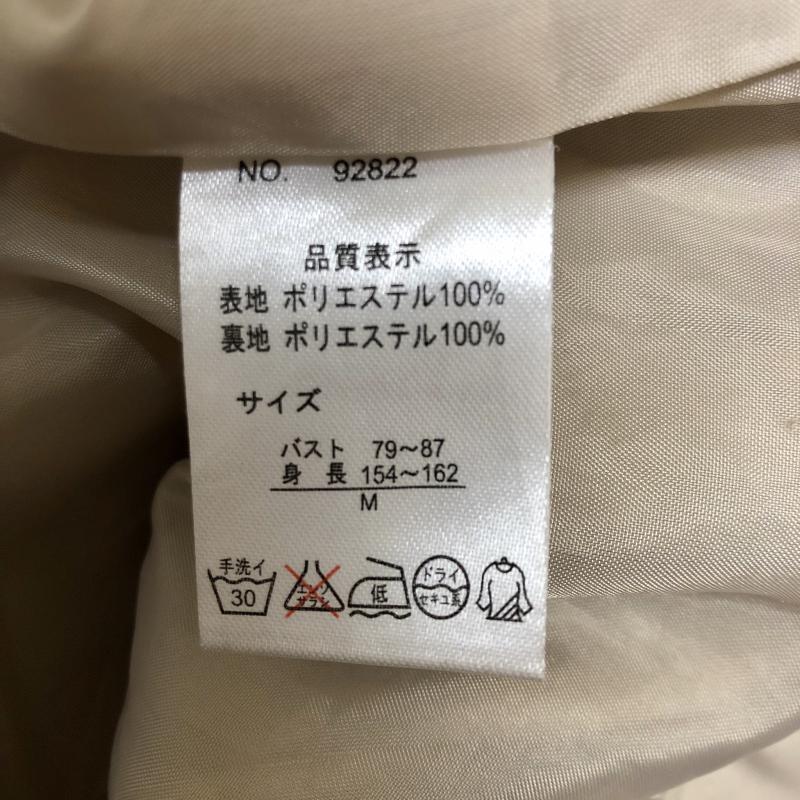 NO. 92822
品質表示
表地 ポリエステル100%
裏地 ポリエステル100%
サイズ
バスト 79～87
身 長 154～162
M
手洗イ
30
エンソ
サラシ
低
ドライ
セキユ系